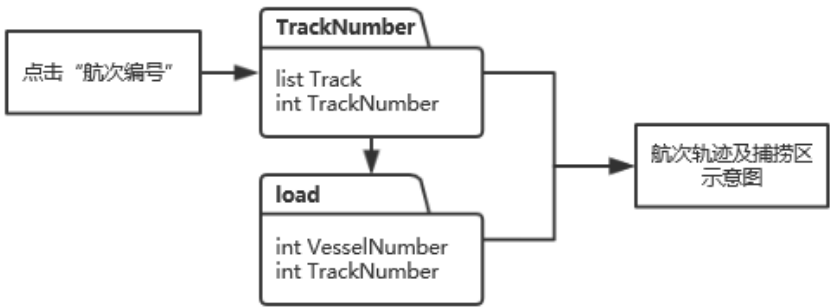 点击“航次编号”
TrackNumber
list Track
int TrackNumber
load
int VesselNumber
int TrackNumber
航次轨迹及捕捞区
示意图